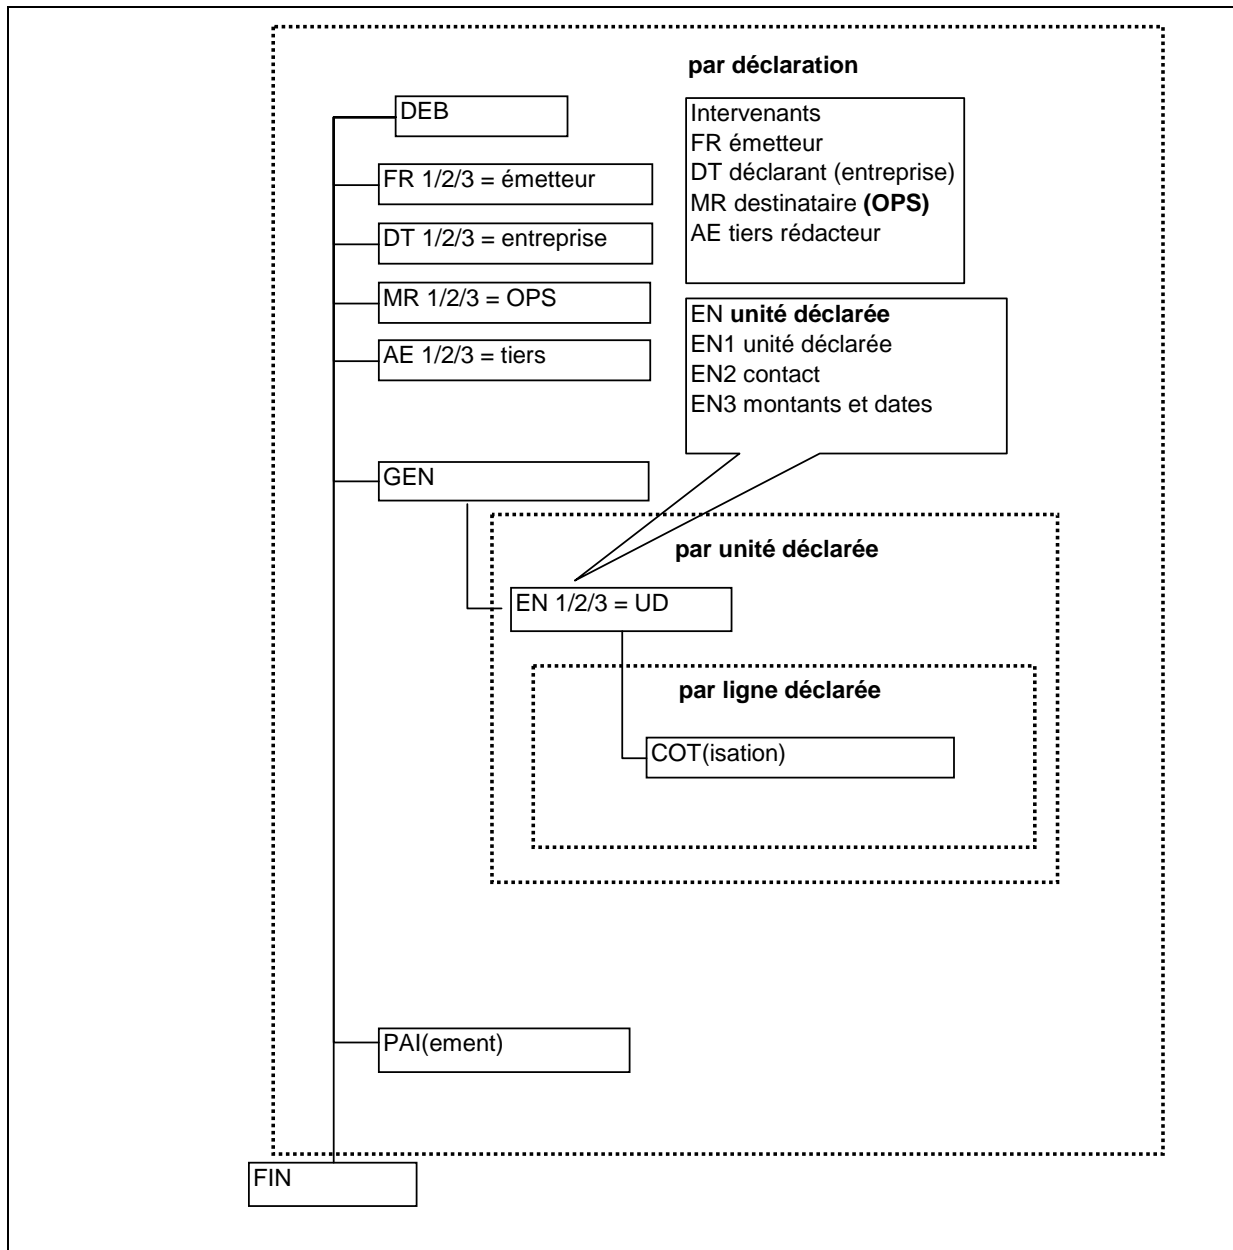 par déclaration
DEB
Intervenants
FR émetteur
DT déclarant (entreprise)
MR destinataire (OPS)
AE tiers rédacteur
FR 1/2/3 = émetteur
DT 1/2/3 = entreprise
MR 1/2/3 = OPS
AE 1/2/3 = tiers
EN unité déclarée
EN1 unité déclarée
EN2 contact
EN3 montants et dates
GEN
par unité déclarée
EN 1/2/3 = UD
par ligne déclarée
COT(isation)
PAI(ement)
FIN